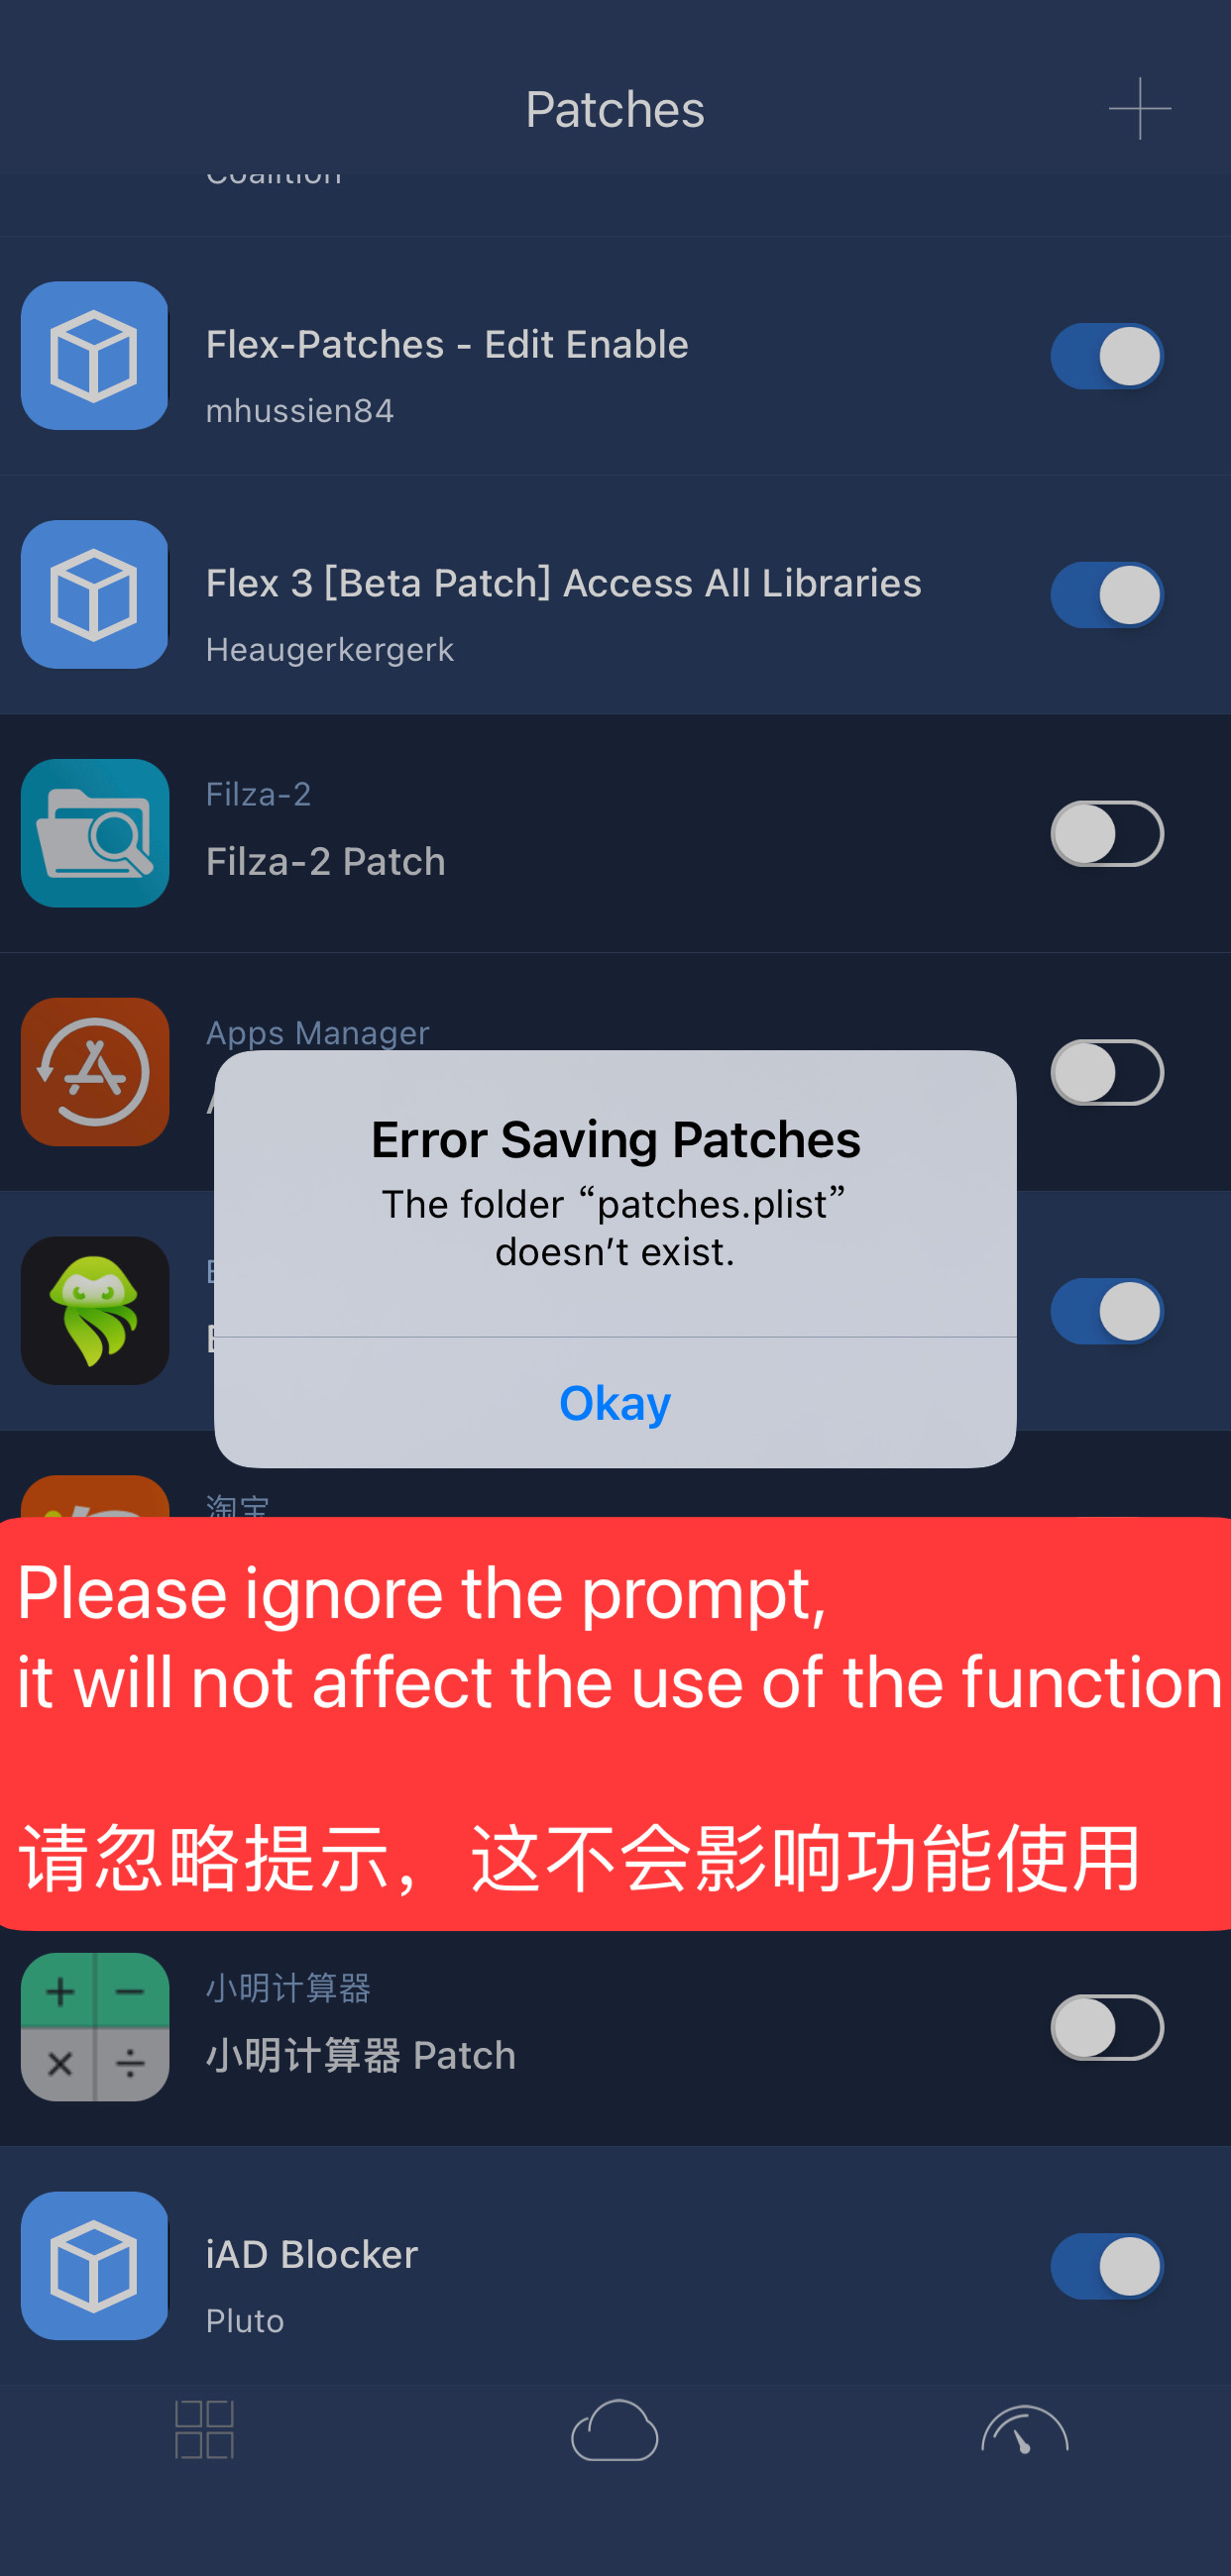 Patches
Coalition
Flex-Patches - Edit Enable
mhussien84
Flex 3 [Beta Patch] Access All Libraries
Heaugerkergerk
Filza-2
Filza-2 Patch
Apps Manager
Error Saving Patches
The folder “patches.plist”
doesn’t exist.
Okay
淘宝
Please ignore the prompt,
it will not affect the use of the function
请忽略提示，这不会影响功能使用
小明计算器
小明计算器 Patch
iAD Blocker
Pluto